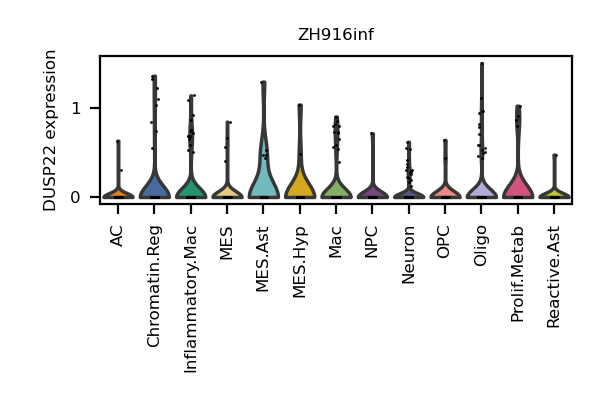 ZH916inf
DUSP22 expression
1
0
AC
Chromatin.Reg
Inflammatory.Mac
MES
MES.Ast
MES.Hyp
Mac
NPC
Neuron
OPC
Oligo
Prolif.Metab
Reactive.Ast